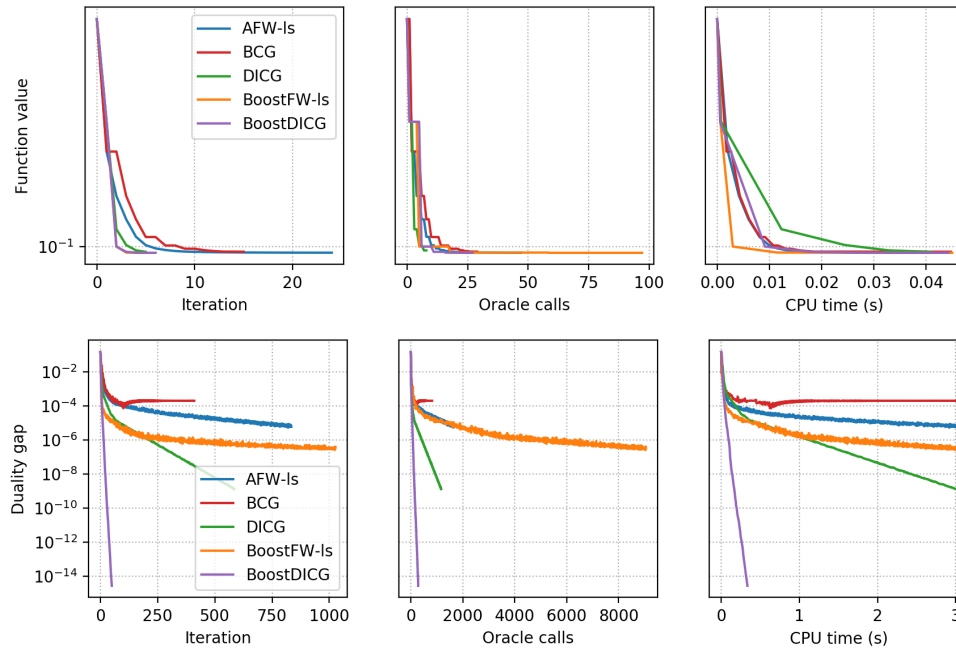 Function value
10⁻¹
AFW-ls
BCG
DICG
BoostFW-ls
BoostDICG
0 10 20
Iteration
0 25 50 75 100
Oracle calls
0.00 0.01 0.02 0.03 0.04
CPU time (s)
Duality gap
10⁻²
10⁻⁴
10⁻⁶
10⁻⁸
10⁻¹⁰
10⁻¹²
10⁻¹⁴
AFW-ls
BCG
DICG
BoostFW-ls
BoostDICG
0 250 500 750 1000
Iteration
0 2000 4000 6000 8000
Oracle calls
0 1 2 3
CPU time (s)